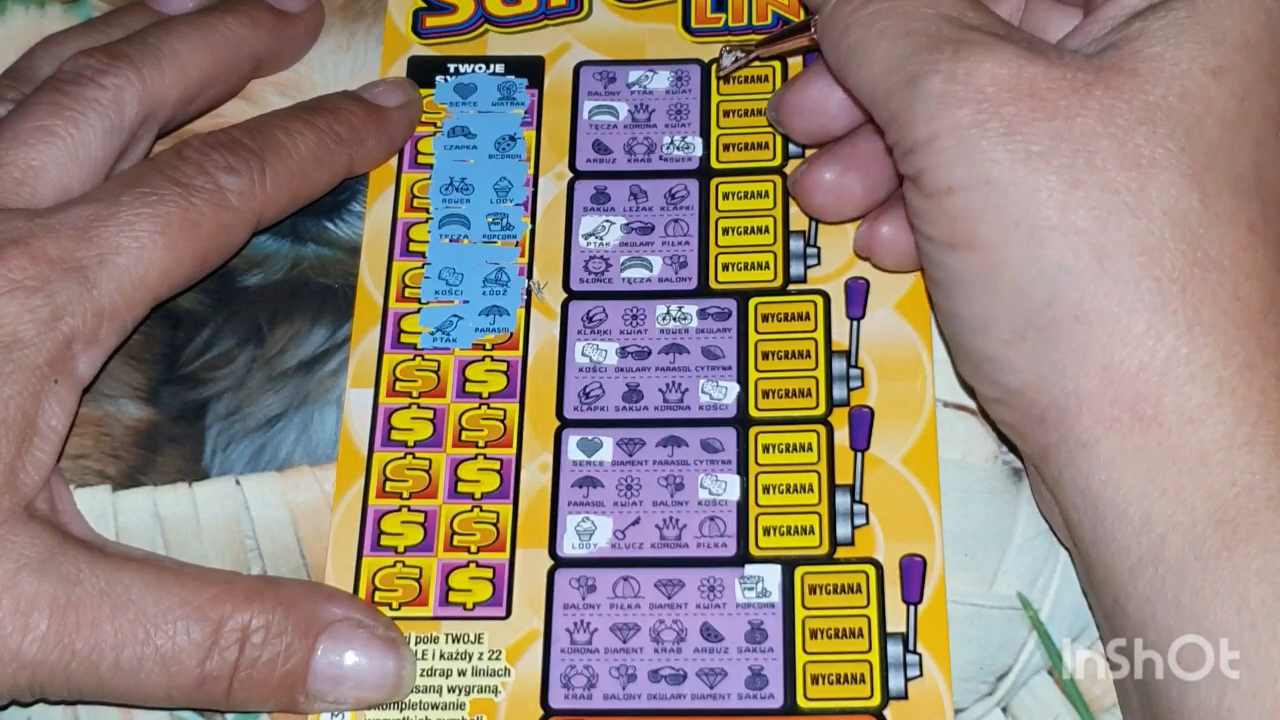 LIN
TWOJE
SERCE WIATRAK
CZAPKA
ROWER LODY
TĘCZA POPCORN
KOŚCI ŁÓDŹ
PTAK PARASOL
BALONY PTAK KWIAT
TĘCZA KORONA KWIAT
ARBUZ KRAB ROWER
WYGRANA
WYGRANA
WYGRANA
SAKWA LEŻAK KLAPKI
PTAK OKULARY PIŁKA
SŁOŃCE TĘCZA BALONY
WYGRANA
WYGRANA
WYGRANA
KLAPKI KWIAT ROWER OKULARY
KOŚCI OKULARY PARASOL CYTRYNA
KLAPKI SAKWA KORONA KOŚCI
WYGRANA
WYGRANA
WYGRANA
SERCE DIAMENT PARASOL CYTRYNA
PARASOL KWIAT BALONY KOŚCI
LODY KLUCZ KORONA PIŁKA
WYGRANA
WYGRANA
WYGRANA
BALONY PIŁKA DIAMENT KWIAT POPCORN
KORONA DIAMENT KRAB ARBUZ SAKWA
KRAB BALONY OKULARY DIAMENT SAKWA
WYGRANA
WYGRANA
WYGRANA
pole TWOJE
LE i każdy z 22
zdrap w liniach
saną wygraną.
kompletowanie
InShOt